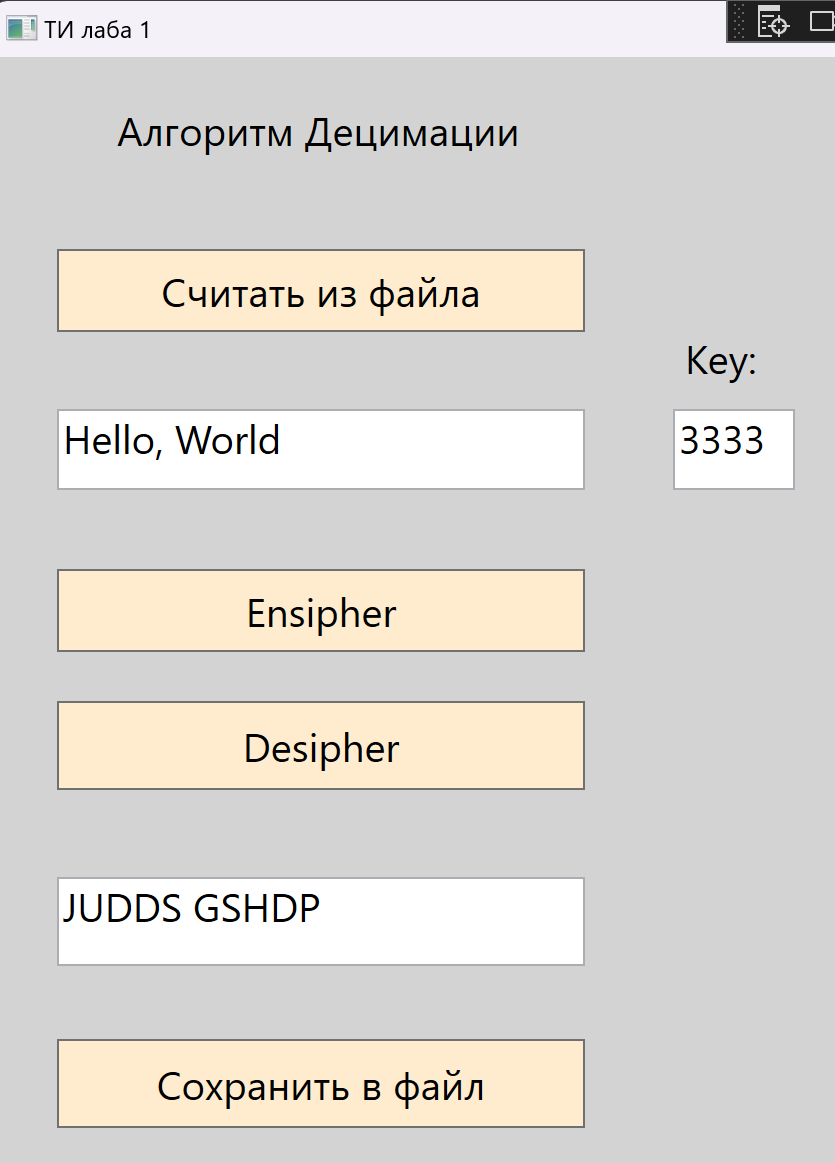 ТИ лаба 1
Алгоритм Децимации
Считать из файла
Key:
Hello, World
3333
Ensipher
Desipher
JUDDS GSHDP
Сохранить в файл